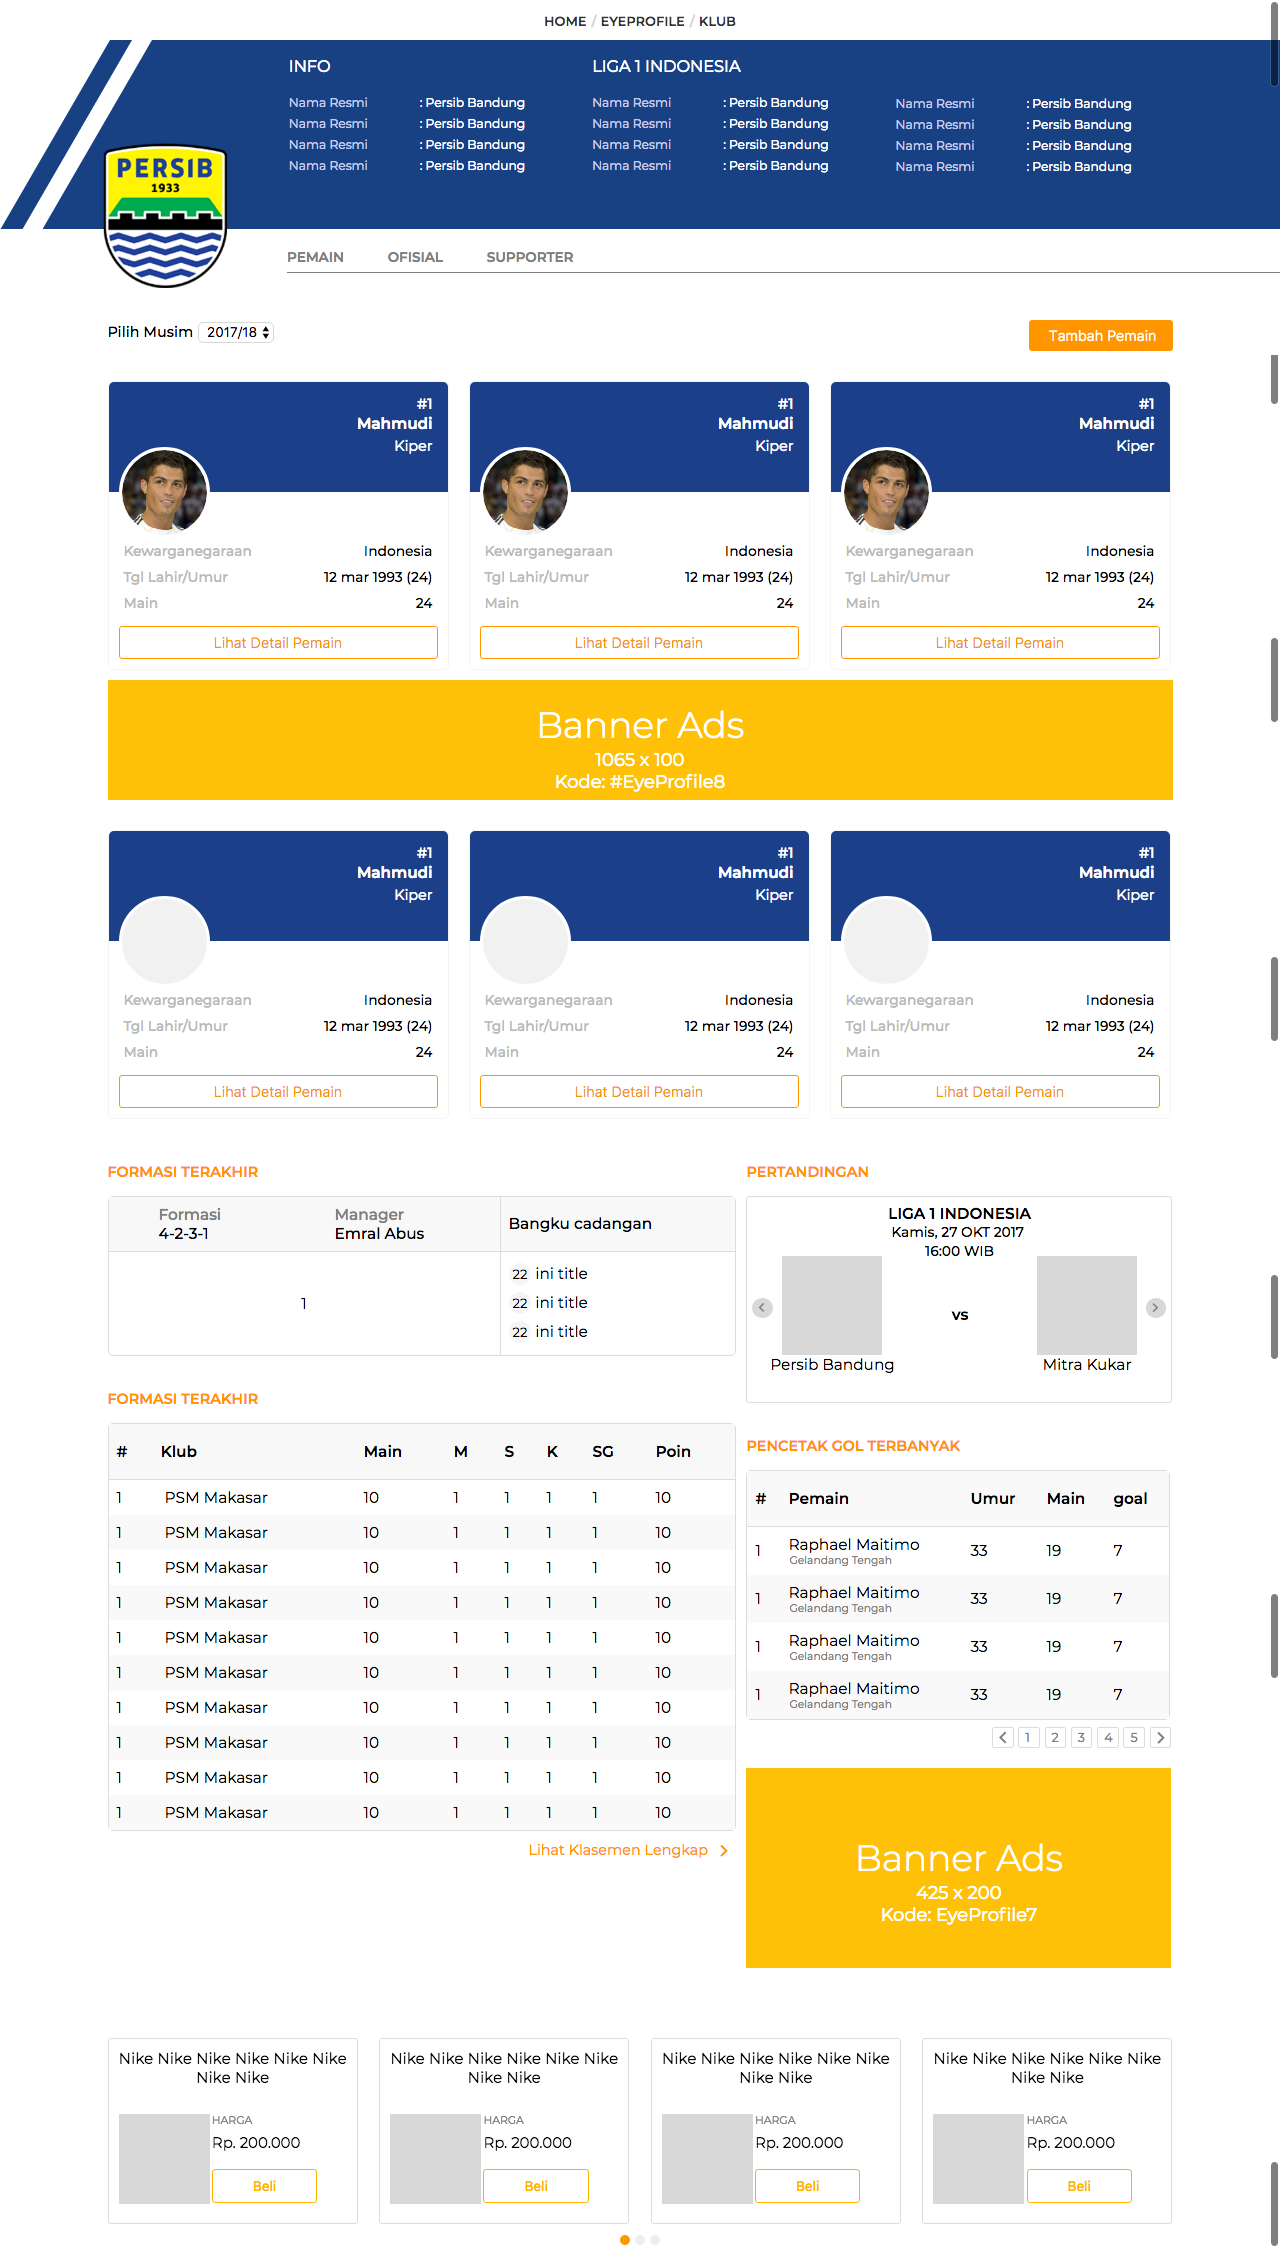 HOME / EYEPROFILE / KLUB
INFO
Nama Resmi : Persib Bandung
Nama Resmi : Persib Bandung
Nama Resmi : Persib Bandung
Nama Resmi : Persib Bandung
LIGA 1 INDONESIA
Nama Resmi : Persib Bandung
Nama Resmi : Persib Bandung
Nama Resmi : Persib Bandung
Nama Resmi : Persib Bandung
Nama Resmi : Persib Bandung
Nama Resmi : Persib Bandung
Nama Resmi : Persib Bandung
Nama Resmi : Persib Bandung
PERSIB
1933
PEMAIN OFISIAL SUPPORTER
Pilih Musim 2017/18
Tambah Pemain
#1
Mahmudi
Kiper
Kewarganegaraan Indonesia
Tgl Lahir/Umur 12 mar 1993 (24)
Main 24
Lihat Detail Pemain
#1
Mahmudi
Kiper
Kewarganegaraan Indonesia
Tgl Lahir/Umur 12 mar 1993 (24)
Main 24
Lihat Detail Pemain
#1
Mahmudi
Kiper
Kewarganegaraan Indonesia
Tgl Lahir/Umur 12 mar 1993 (24)
Main 24
Lihat Detail Pemain
Banner Ads
1065 x 100
Kode: #EyeProfile8
#1
Mahmudi
Kiper
Kewarganegaraan Indonesia
Tgl Lahir/Umur 12 mar 1993 (24)
Main 24
Lihat Detail Pemain
#1
Mahmudi
Kiper
Kewarganegaraan Indonesia
Tgl Lahir/Umur 12 mar 1993 (24)
Main 24
Lihat Detail Pemain
#1
Mahmudi
Kiper
Kewarganegaraan Indonesia
Tgl Lahir/Umur 12 mar 1993 (24)
Main 24
Lihat Detail Pemain
FORMASI TERAKHIR
Formasi Manager
4-2-3-1 Emral Abus
Bangku cadangan
1
22 ini title
22 ini title
22 ini title
FORMASI TERAKHIR
# Klub Main M S K SG Poin
1 PSM Makasar 10 1 1 1 1 10
1 PSM Makasar 10 1 1 1 1 10
1 PSM Makasar 10 1 1 1 1 10
1 PSM Makasar 10 1 1 1 1 10
1 PSM Makasar 10 1 1 1 1 10
1 PSM Makasar 10 1 1 1 1 10
1 PSM Makasar 10 1 1 1 1 10
1 PSM Makasar 10 1 1 1 1 10
1 PSM Makasar 10 1 1 1 1 10
1 PSM Makasar 10 1 1 1 1 10
Lihat Klasemen Lengkap
PERTANDINGAN
LIGA 1 INDONESIA
Kamis, 27 OKT 2017
16:00 WIB
vs
Persib Bandung Mitra Kukar
PENCETAK GOL TERBANYAK
# Pemain Umur Main goal
1 Raphael Maitimo 33 19 7
Gelandang Tengah
1 Raphael Maitimo 33 19 7
Gelandang Tengah
1 Raphael Maitimo 33 19 7
Gelandang Tengah
1 Raphael Maitimo 33 19 7
Gelandang Tengah
1 2 3 4 5
Banner Ads
425 x 200
Kode: EyeProfile7
Nike Nike Nike Nike Nike Nike
Nike Nike
HARGA
Rp. 200.000
Beli
Nike Nike Nike Nike Nike Nike
Nike Nike
HARGA
Rp. 200.000
Beli
Nike Nike Nike Nike Nike Nike
Nike Nike
HARGA
Rp. 200.000
Beli
Nike Nike Nike Nike Nike Nike
Nike Nike
HARGA
Rp. 200.000
Beli